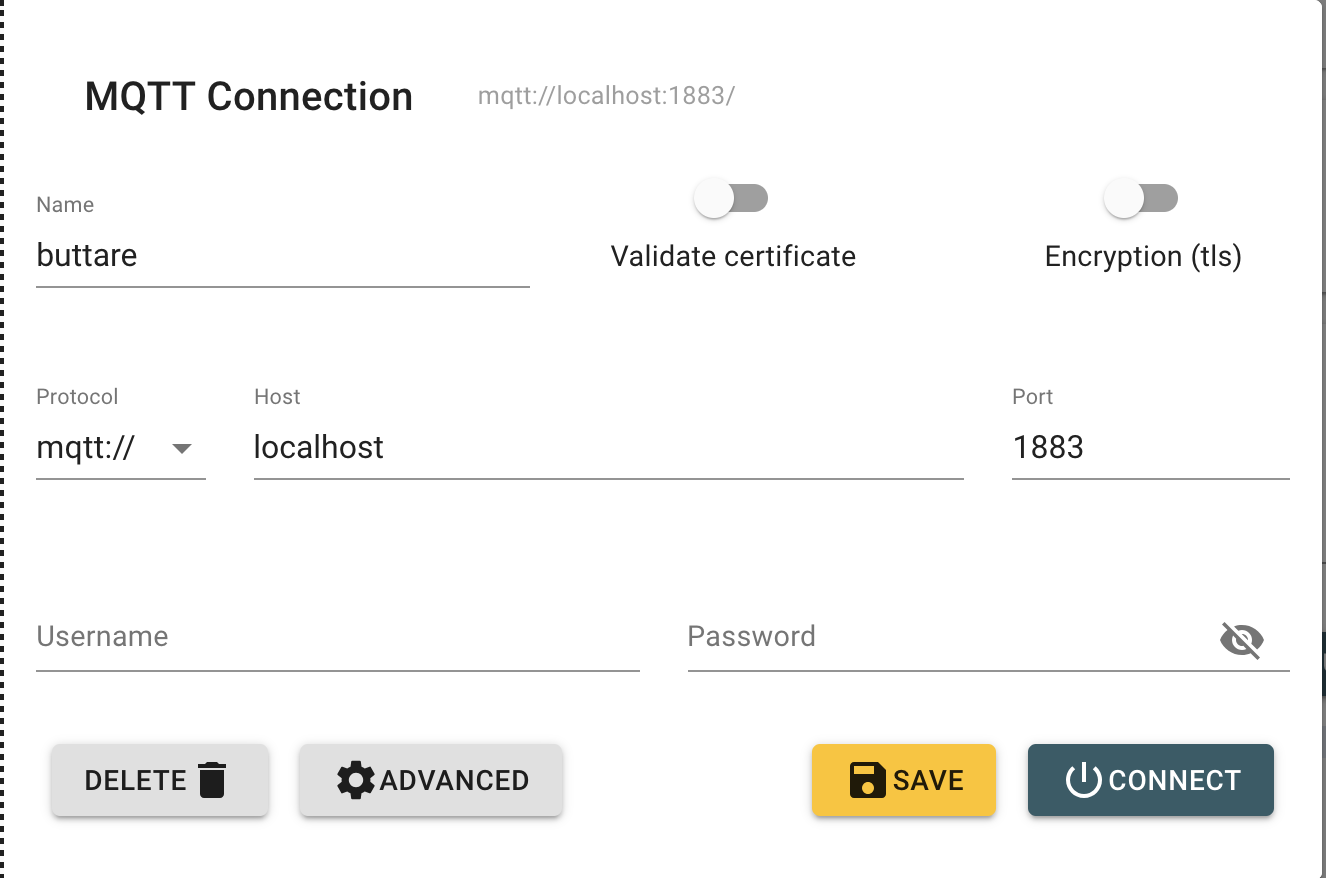 MQTT Connection mqtt://localhost:1883/
Name
buttare
Validate certificate
Encryption (tls)
Protocol
mqtt://
Host
localhost
Port
1883
Username
Password
DELETE
ADVANCED
SAVE
CONNECT